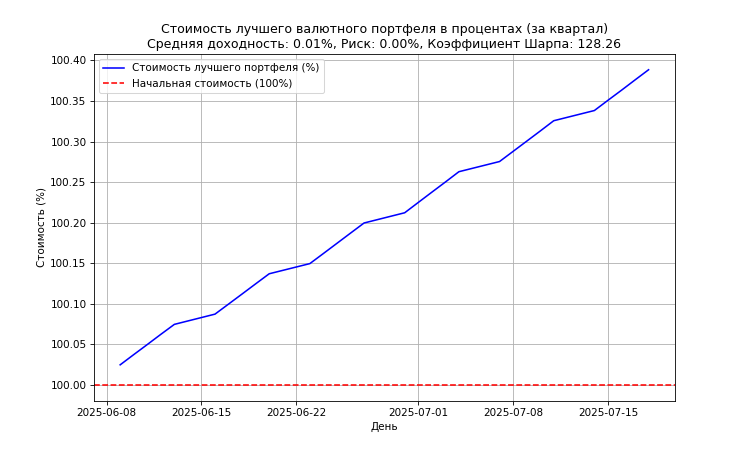 Стоимость лучшего валютного портфеля в процентах (за квартал)
Средняя доходность: 0.01%, Риск: 0.00%, Коэффициент Шарпа: 128.26
Стоимость лучшего портфеля (%)
Начальная стоимость (100%)
Стоимость (%)
100.40
100.35
100.30
100.25
100.20
100.15
100.10
100.05
100.00
2025-06-08
2025-06-15
2025-06-22
2025-07-01
2025-07-08
2025-07-15
День